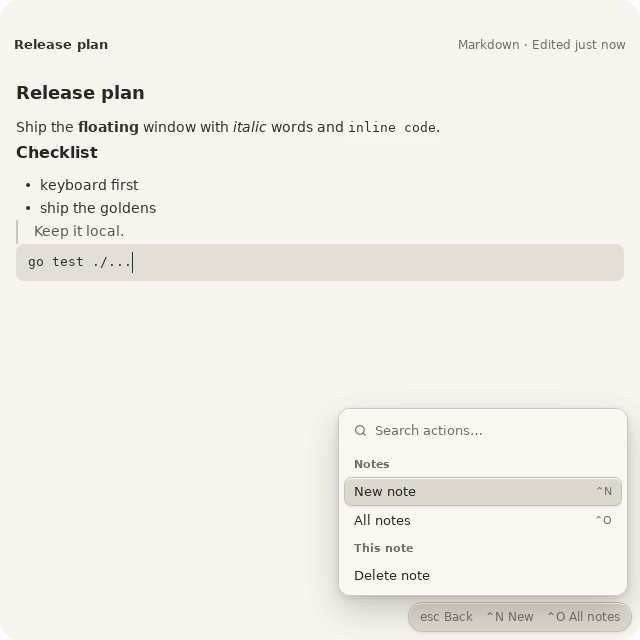 Release plan
Markdown · Edited just now
Release plan
Ship the floating window with italic words and inline code.
Checklist
• keyboard first
• ship the goldens
Keep it local.
go test ./...
Search actions...
Notes
New note ⌃N
All notes ⌃O
This note
Delete note
esc Back ⌃N New ⌃O All notes